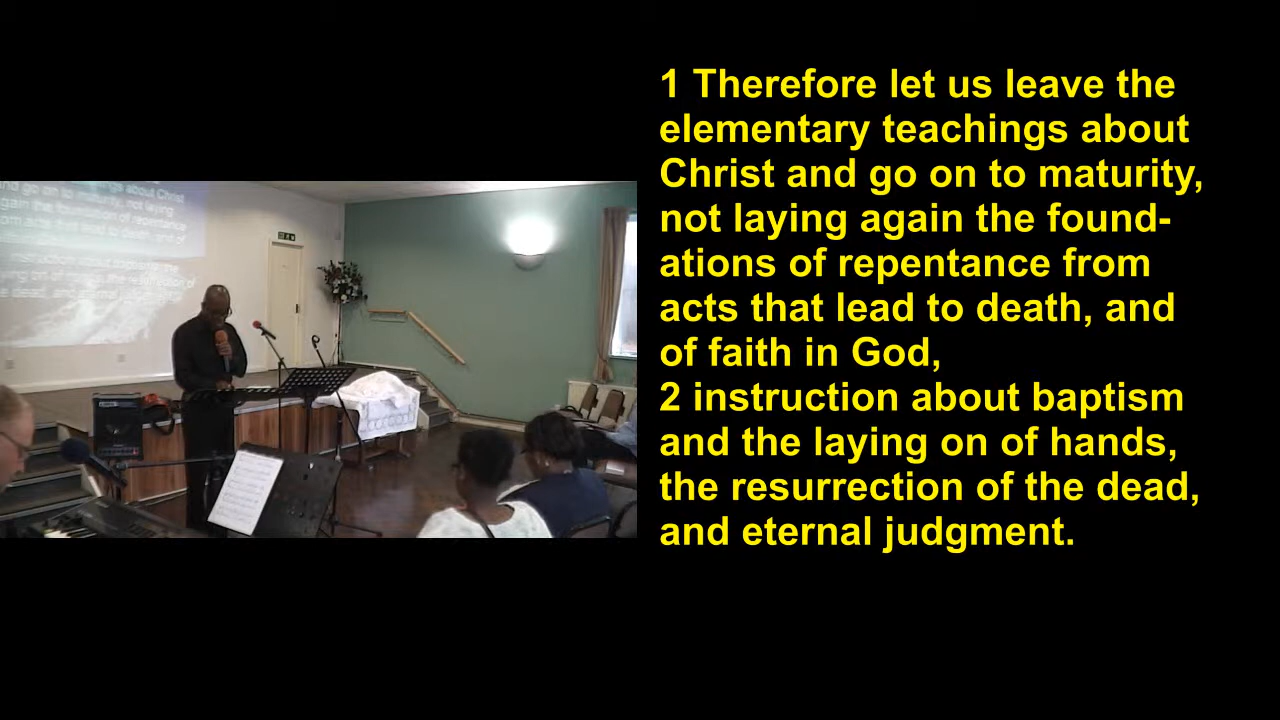 1 Therefore let us leave the
elementary teachings about
Christ and go on to maturity,
not laying again the found-
ations of repentance from
acts that lead to death, and
of faith in God,
2 instruction about baptism
and the laying on of hands,
the resurrection of the dead,
and eternal judgment.